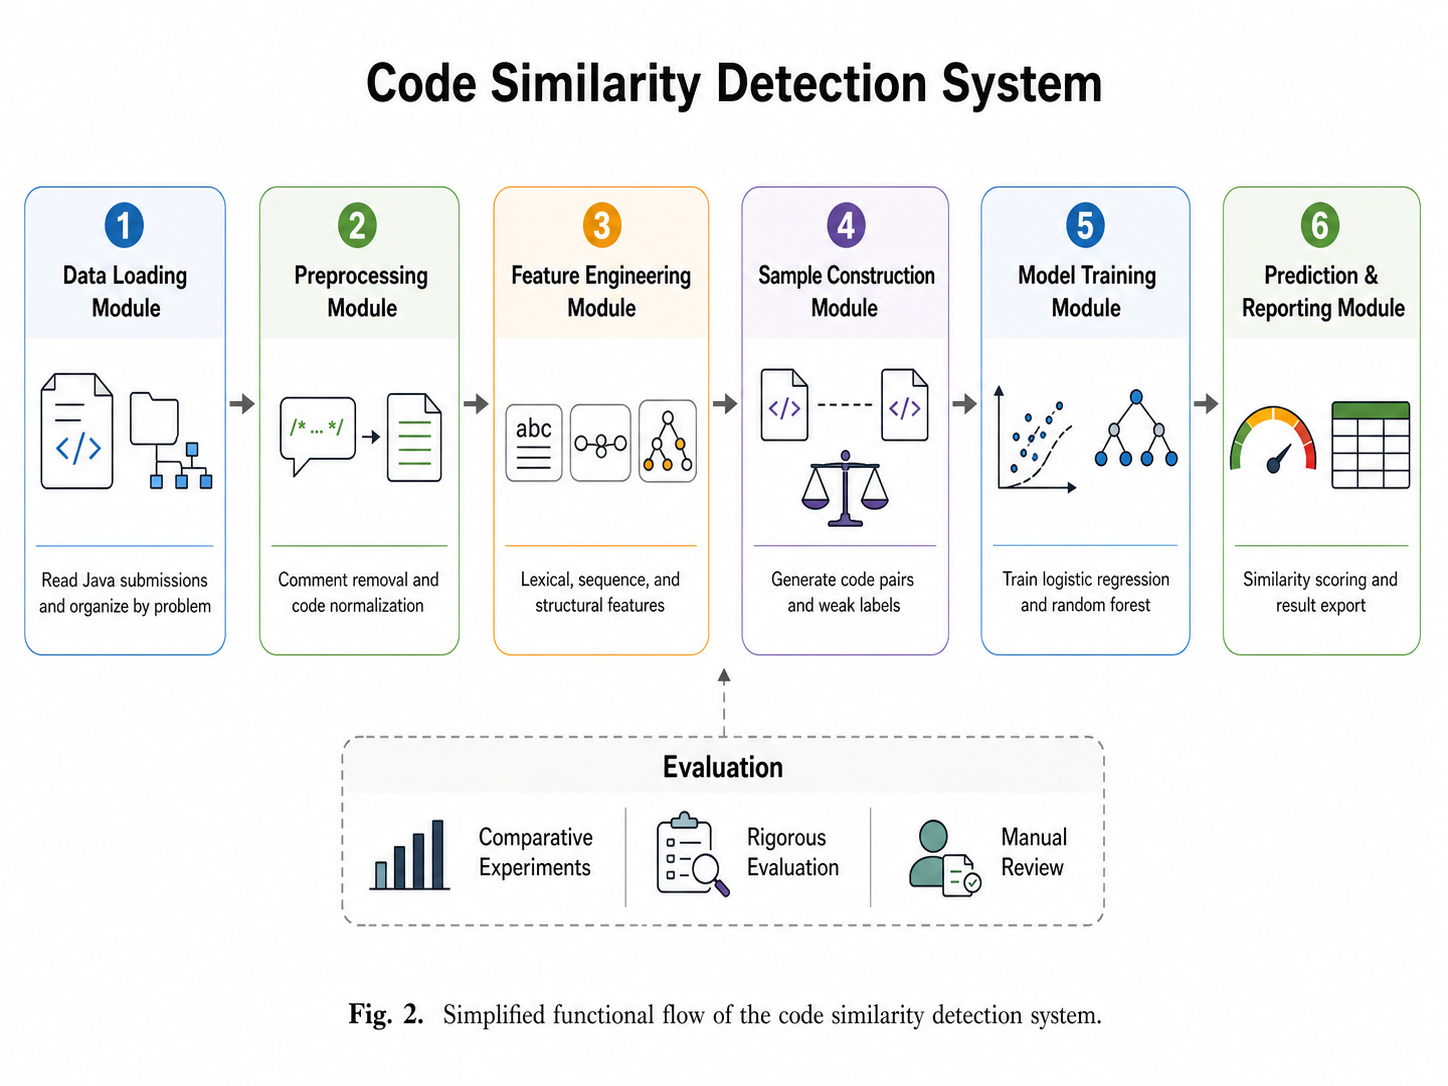 Code Similarity Detection System
1
Data Loading
Module
</>
Read Java submissions
and organize by problem
2
Preprocessing
Module
/* ... */
Comment removal and
code normalization
3
Feature Engineering
Module
abc
Lexical, sequence, and
structural features
4
Sample Construction
Module
</>
</>
Generate code pairs
and weak labels
5
Model Training
Module
Train logistic regression
and random forest
6
Prediction &
Reporting Module
Similarity scoring and
result export
Evaluation
Comparative
Experiments
Rigorous
Evaluation
Manual
Review
Fig. 2. Simplified functional flow of the code similarity detection system.